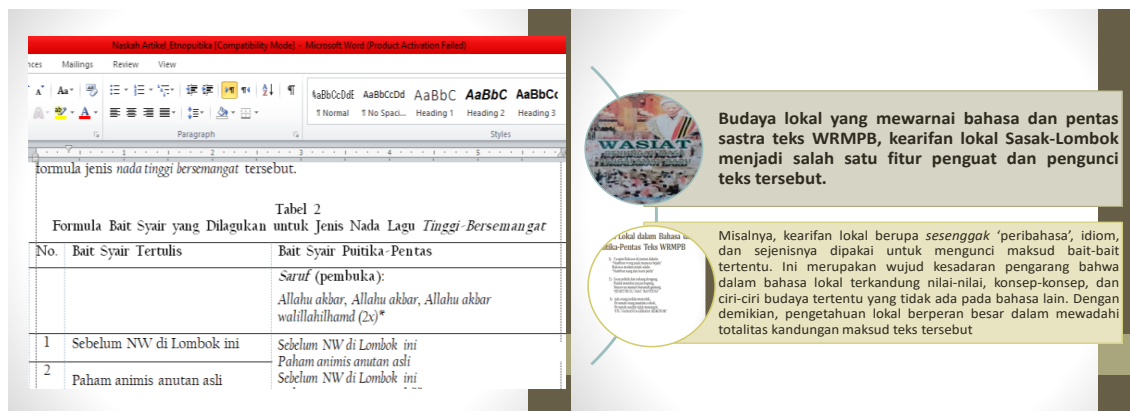 Naskah Artikel_Etnopuitika [Compatibility Mode] - Microsoft Word (Product Activation Failed)
nces Mailings Review View
Aa
AaBbCcDdE AaBbCcDd AaBbC AaBbC AaBbCc
¶ Normal ¶ No Spaci... Heading 1 Heading 2 Heading 3
Paragraph Styles
1 2 3 4 5
formula jenis nada tinggi bersemangat tersebut.
Tabel 2
Formula Bait Syair yang Dilagukan untuk Jenis Nada Lagu Tinggi-Bersemangat
No. Bait Syair Tertulis Bait Syair Puitika-Pentas
Saruf (pembuka):
Allahu akbar, Allahu akbar, Allahu akbar
walillahilhamd (2x)*
1 Sebelum NW di Lombok ini Sebelum NW di Lombok ini
Paham animis anutan asli
2 Paham animis anutan asli Sebelum NW di Lombok ini
WASIAT
Budaya lokal yang mewarnai bahasa dan pentas
sastra teks WRMPB, kearifan lokal Sasak-Lombok
menjadi salah satu fitur penguat dan pengunci
teks tersebut.
Lokal dalam Bahasa
itika-Pentas Teks WRMPB
Misalnya, kearifan lokal berupa sesenggak ‘peribahasa’, idiom,
dan sejenisnya dipakai untuk mengunci maksud bait-bait
tertentu. Ini merupakan wujud kesadaran pengarang bahwa
dalam bahasa lokal terkandung nilai-nilai, konsep-konsep, dan
ciri-ciri budaya tertentu yang tidak ada pada bahasa lain. Dengan
demikian, pengetahuan lokal berperan besar dalam mewadahi
totalitas kandungan maksud teks tersebut